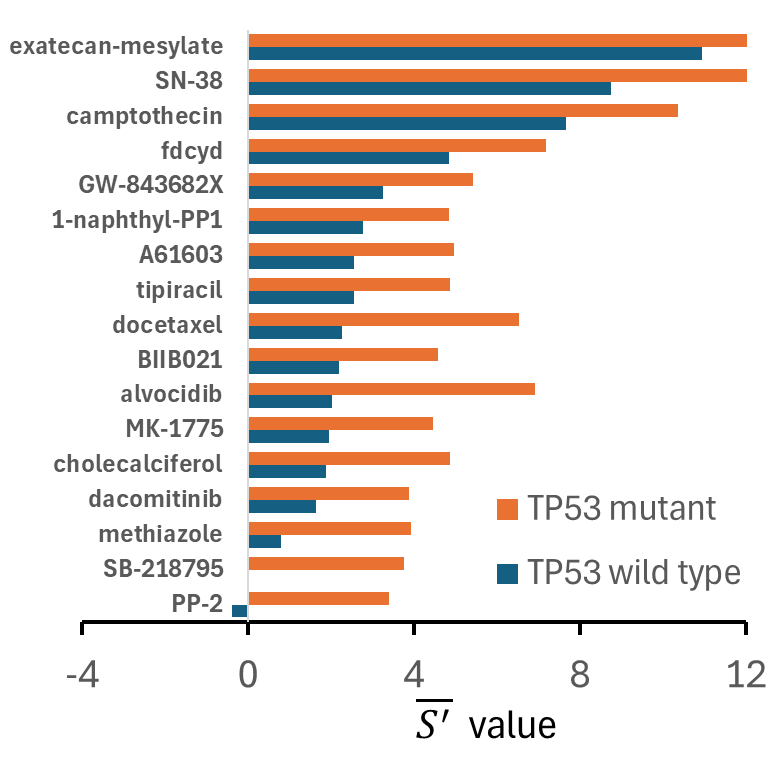 exatecan-mesylate
SN-38
camptothecin
fdcyd
GW-843682X
1-naphthyl-PP1
A61603
tipiracil
docetaxel
BIIB021
alvocidib
MK-1775
cholecalciferol
dacomitinib
methiazole
SB-218795
PP-2
TP53 mutant
TP53 wild type
-4 0 4 8 12
S̅′̅ value